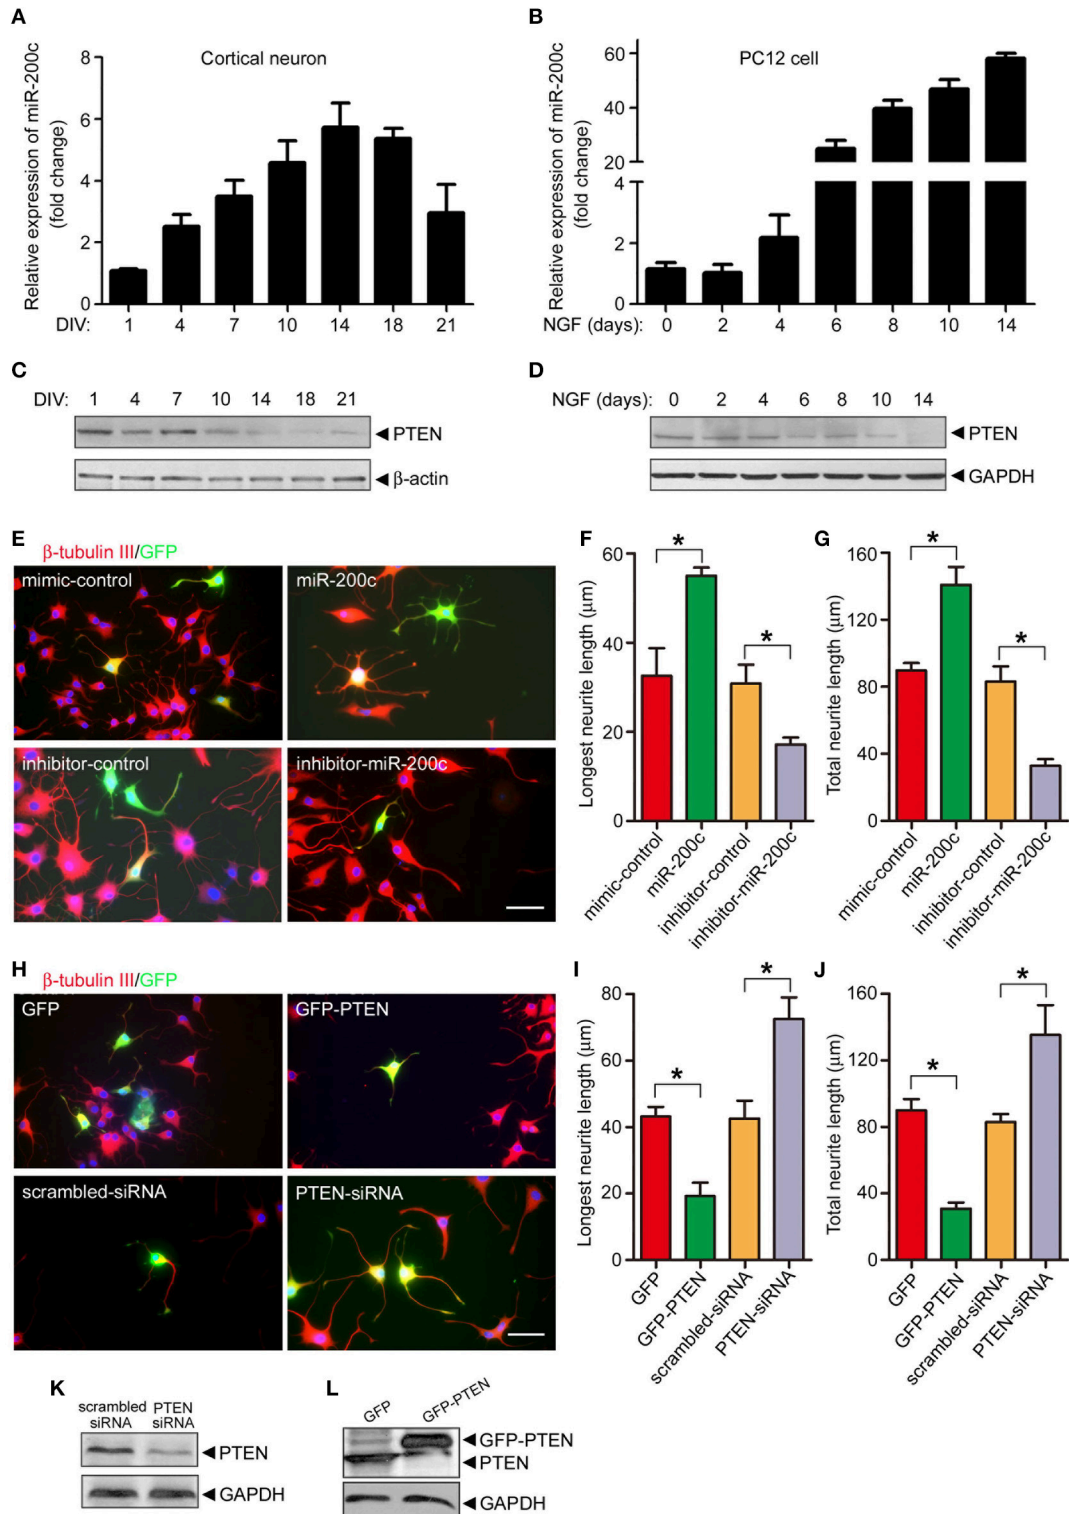 A
Relative expression of miR-200c
(fold change)
Cortical neuron
8
6
4
2
0
DIV: 1 4 7 10 14 18 21
B
Relative expression of miR-200c
(fold change)
PC12 cell
60
40
20
4
2
0
NGF (days): 0 2 4 6 8 10 14
C
DIV: 1 4 7 10 14 18 21
◄PTEN
◄β-actin
D
NGF (days): 0 2 4 6 8 10 14
◄PTEN
◄GAPDH
E
β-tubulin III/GFP
mimic-control
miR-200c
inhibitor-control
inhibitor-miR-200c
F
Longest neurite length (μm)
60
40
20
0
*
*
mimic-control
miR-200c
inhibitor-control
inhibitor-miR-200c
G
Total neurite length (μm)
160
120
80
40
0
*
*
mimic-control
miR-200c
inhibitor-control
inhibitor-miR-200c
H
β-tubulin III/GFP
GFP
GFP-PTEN
scrambled-siRNA
PTEN-siRNA
I
Longest neurite length (μm)
80
60
40
20
0
*
*
GFP
GFP-PTEN
scrambled-siRNA
PTEN-siRNA
J
Total neurite length (μm)
160
120
80
40
0
*
*
GFP
GFP-PTEN
scrambled-siRNA
PTEN-siRNA
K
scrambled siRNA
PTEN siRNA
◄PTEN
◄GAPDH
L
GFP
GFP-PTEN
◄GFP-PTEN
◄PTEN
◄GAPDH